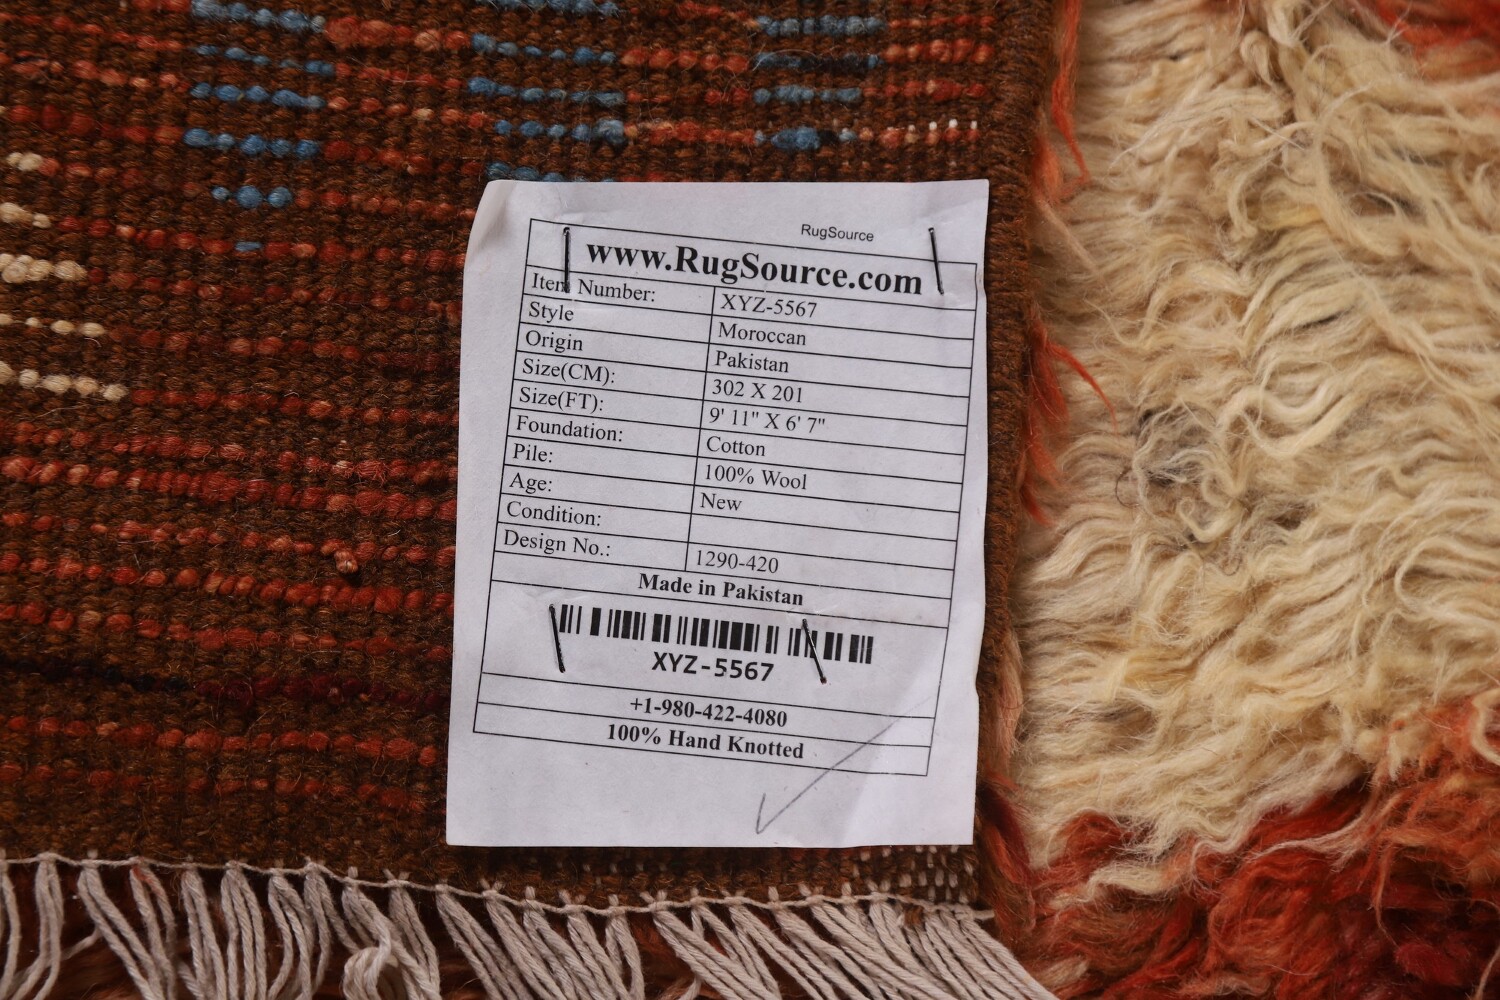 RugSource
www.RugSource.com
Item Number: XYZ-5567
Style Moroccan
Origin Pakistan
Size(CM): 302 X 201
Size(FT): 9' 11" X 6' 7"
Foundation: Cotton
Pile: 100% Wool
Age: New
Condition:
Design No.: 1290-420
Made in Pakistan
XYZ-5567
+1-980-422-4080
100% Hand Knotted